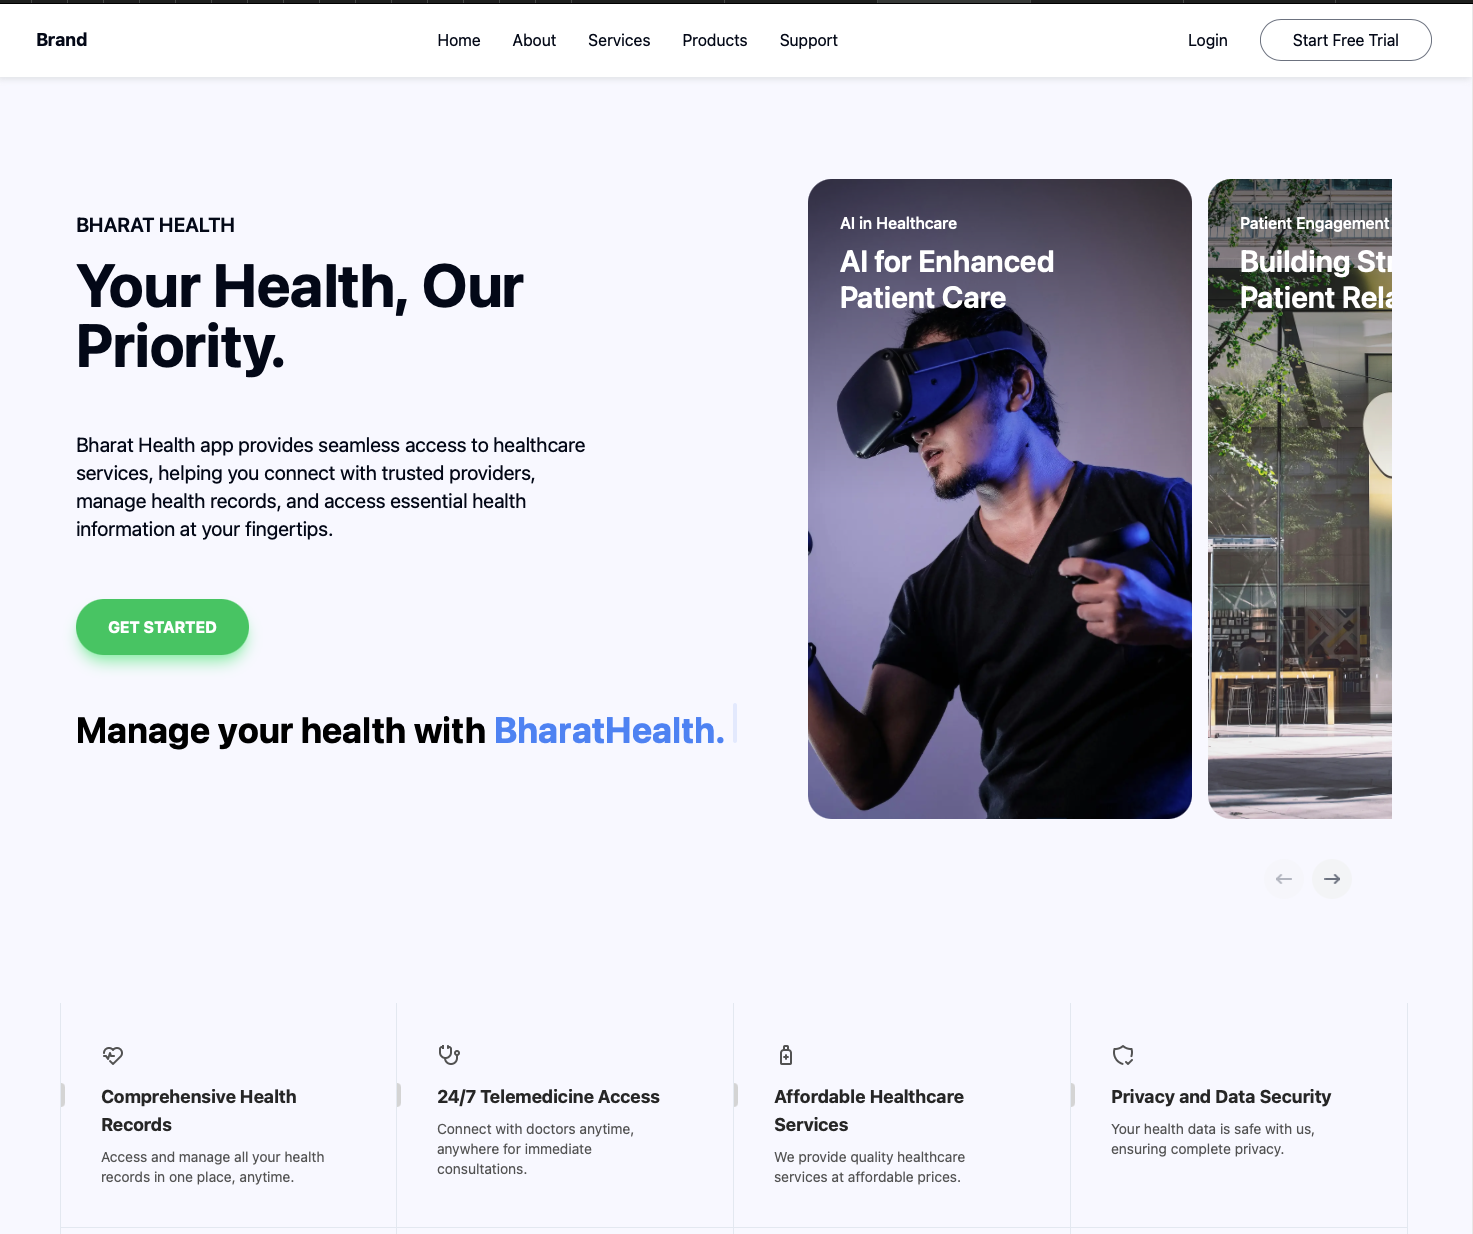 Brand
Home
About
Services
Products
Support
Login
Start Free Trial
BHARAT HEALTH
Your Health, Our
Priority.
Bharat Health app provides seamless access to healthcare
services, helping you connect with trusted providers,
manage health records, and access essential health
information at your fingertips.
GET STARTED
Manage your health with BharatHealth.
AI in Healthcare
AI for Enhanced
Patient Care
Patient Engagement
Building Str
Patient Rela
Comprehensive Health
Records
Access and manage all your health
records in one place, anytime.
24/7 Telemedicine Access
Connect with doctors anytime,
anywhere for immediate
consultations.
Affordable Healthcare
Services
We provide quality healthcare
services at affordable prices.
Privacy and Data Security
Your health data is safe with us,
ensuring complete privacy.